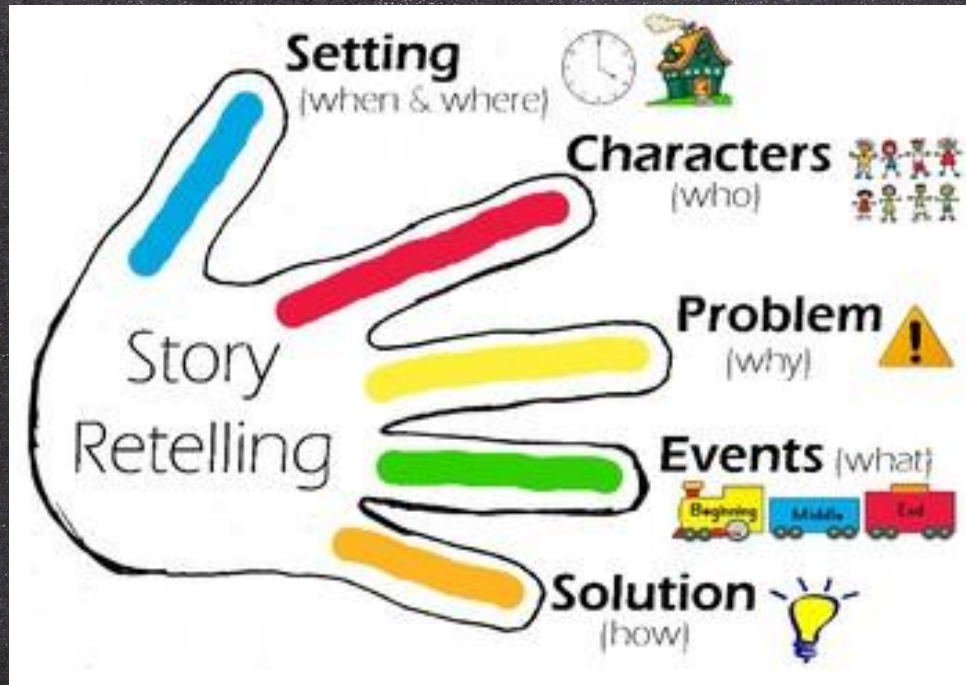 Setting
(when & where)
Characters
(who)
Problem
(why)
Story
Retelling
Events (what)
Beginning
Middle
End
Solution
(how)